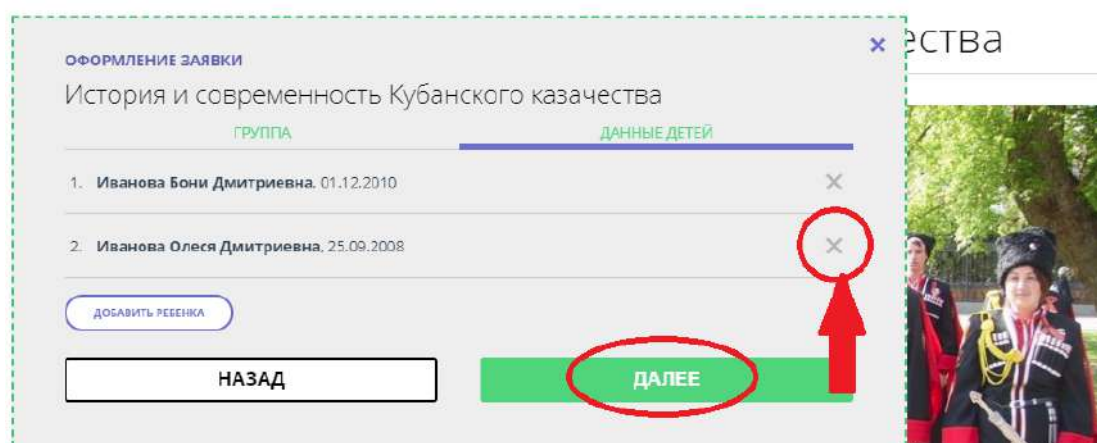 ества
ОФОРМЛЕНИЕ ЗАЯВКИ
История и современность Кубанского казачества
ГРУППА ДАННЫЕ ДЕТЕЙ
1. Иванова Бони Дмитриевна, 01.12.2010
2. Иванова Олеся Дмитриевна, 25.09.2008
ДОБАВИТЬ РЕБЕНКА
НАЗАД ДАЛЕЕ